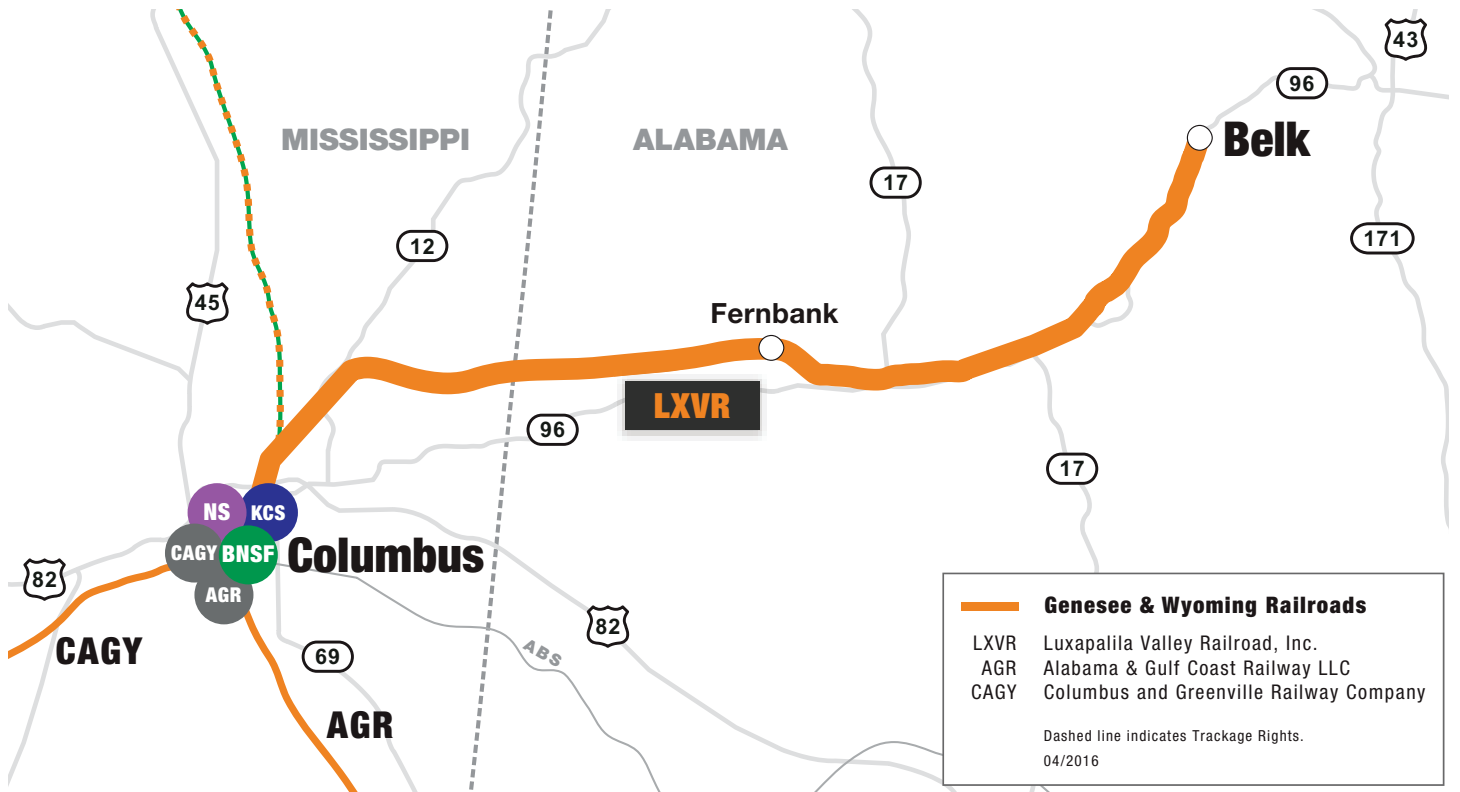 43
96
MISSISSIPPI
ALABAMA
Belk
17
12
171
45
Fernbank
LXVR
96
17
NS
KCS
CAGY
BNSF
Columbus
AGR
82
82
CAGY
69
ABS
AGR
Genesee & Wyoming Railroads
LXVR Luxapalila Valley Railroad, Inc.
AGR Alabama & Gulf Coast Railway LLC
CAGY Columbus and Greenville Railway Company
Dashed line indicates Trackage Rights.
04/2016